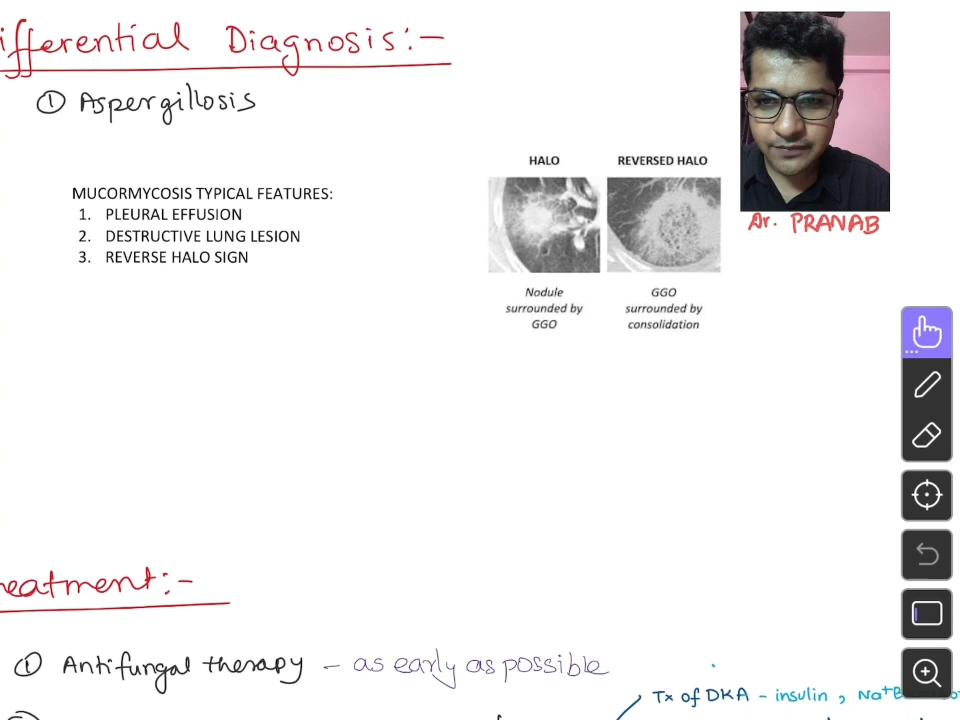 ifferential Diagnosis:-
① Aspergillosis
MUCORMYCOSIS TYPICAL FEATURES:
1. PLEURAL EFFUSION
2. DESTRUCTIVE LUNG LESION
3. REVERSE HALO SIGN
HALO
REVERSED HALO
Nodule
surrounded by
GGO
GGO
surrounded by
consolidation
Dr. PRANAB
reatment:-
① Antifungal therapy - as early as possible
Tx of DKA - insulin, Na+B